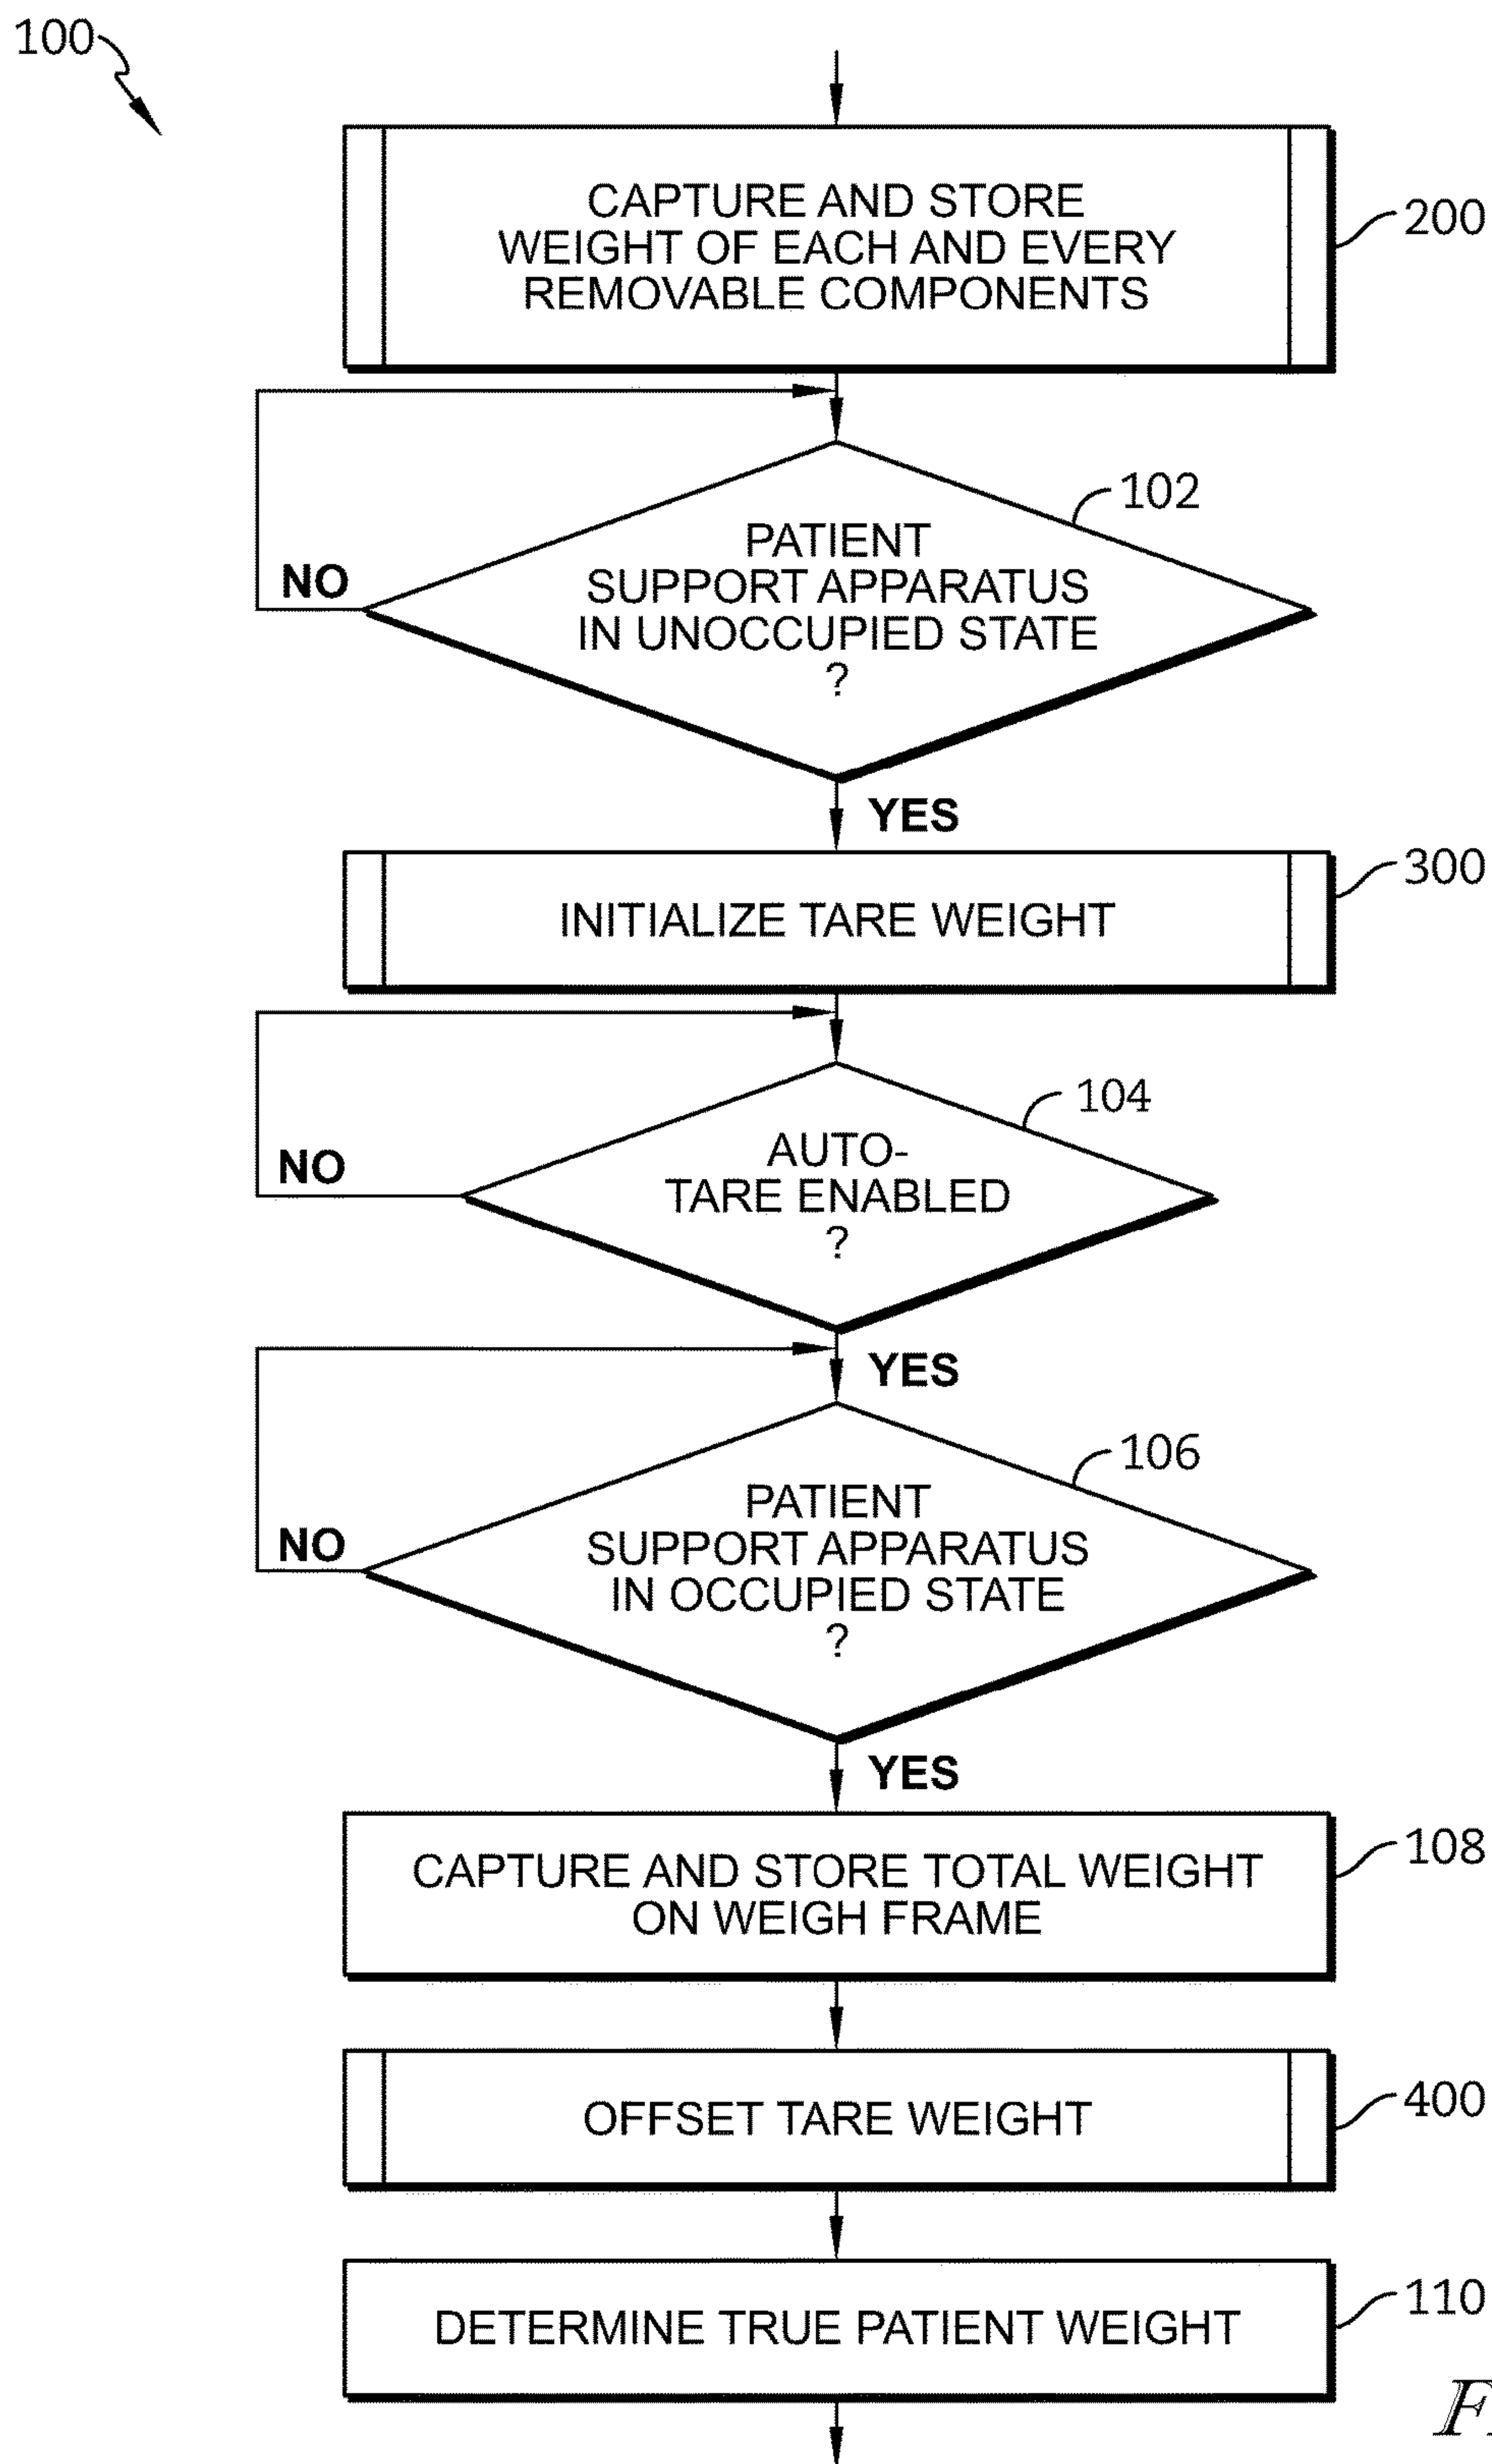 100
CAPTURE AND STORE
WEIGHT OF EACH AND EVERY
REMOVABLE COMPONENTS
200
102
PATIENT
SUPPORT APPARATUS
IN UNOCCUPIED STATE
?
NO
YES
INITIALIZE TARE WEIGHT
300
104
AUTO-
TARE ENABLED
?
NO
YES
106
PATIENT
SUPPORT APPARATUS
IN OCCUPIED STATE
?
NO
YES
CAPTURE AND STORE TOTAL WEIGHT
ON WEIGH FRAME
108
OFFSET TARE WEIGHT
400
DETERMINE TRUE PATIENT WEIGHT
110